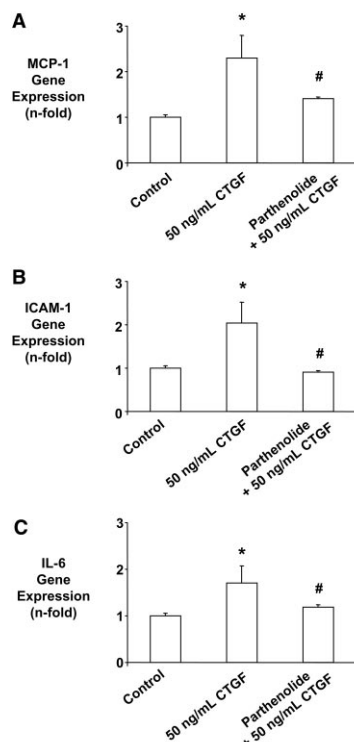 A
MCP-1
Gene
Expression
(n-fold)
3
2
1
0
*
#
Control
50 ng/mL CTGF
Parthenolide
+ 50 ng/mL CTGF
B
ICAM-1
Gene
Expression
(n-fold)
3
2
1
0
*
#
Control
50 ng/mL CTGF
Parthenolide
+ 50 ng/mL CTGF
C
IL-6
Gene
Expression
(n-fold)
3
2
1
0
*
#
Control
50 ng/mL CTGF
Parthenolide
+ 50 ng/mL CTGF